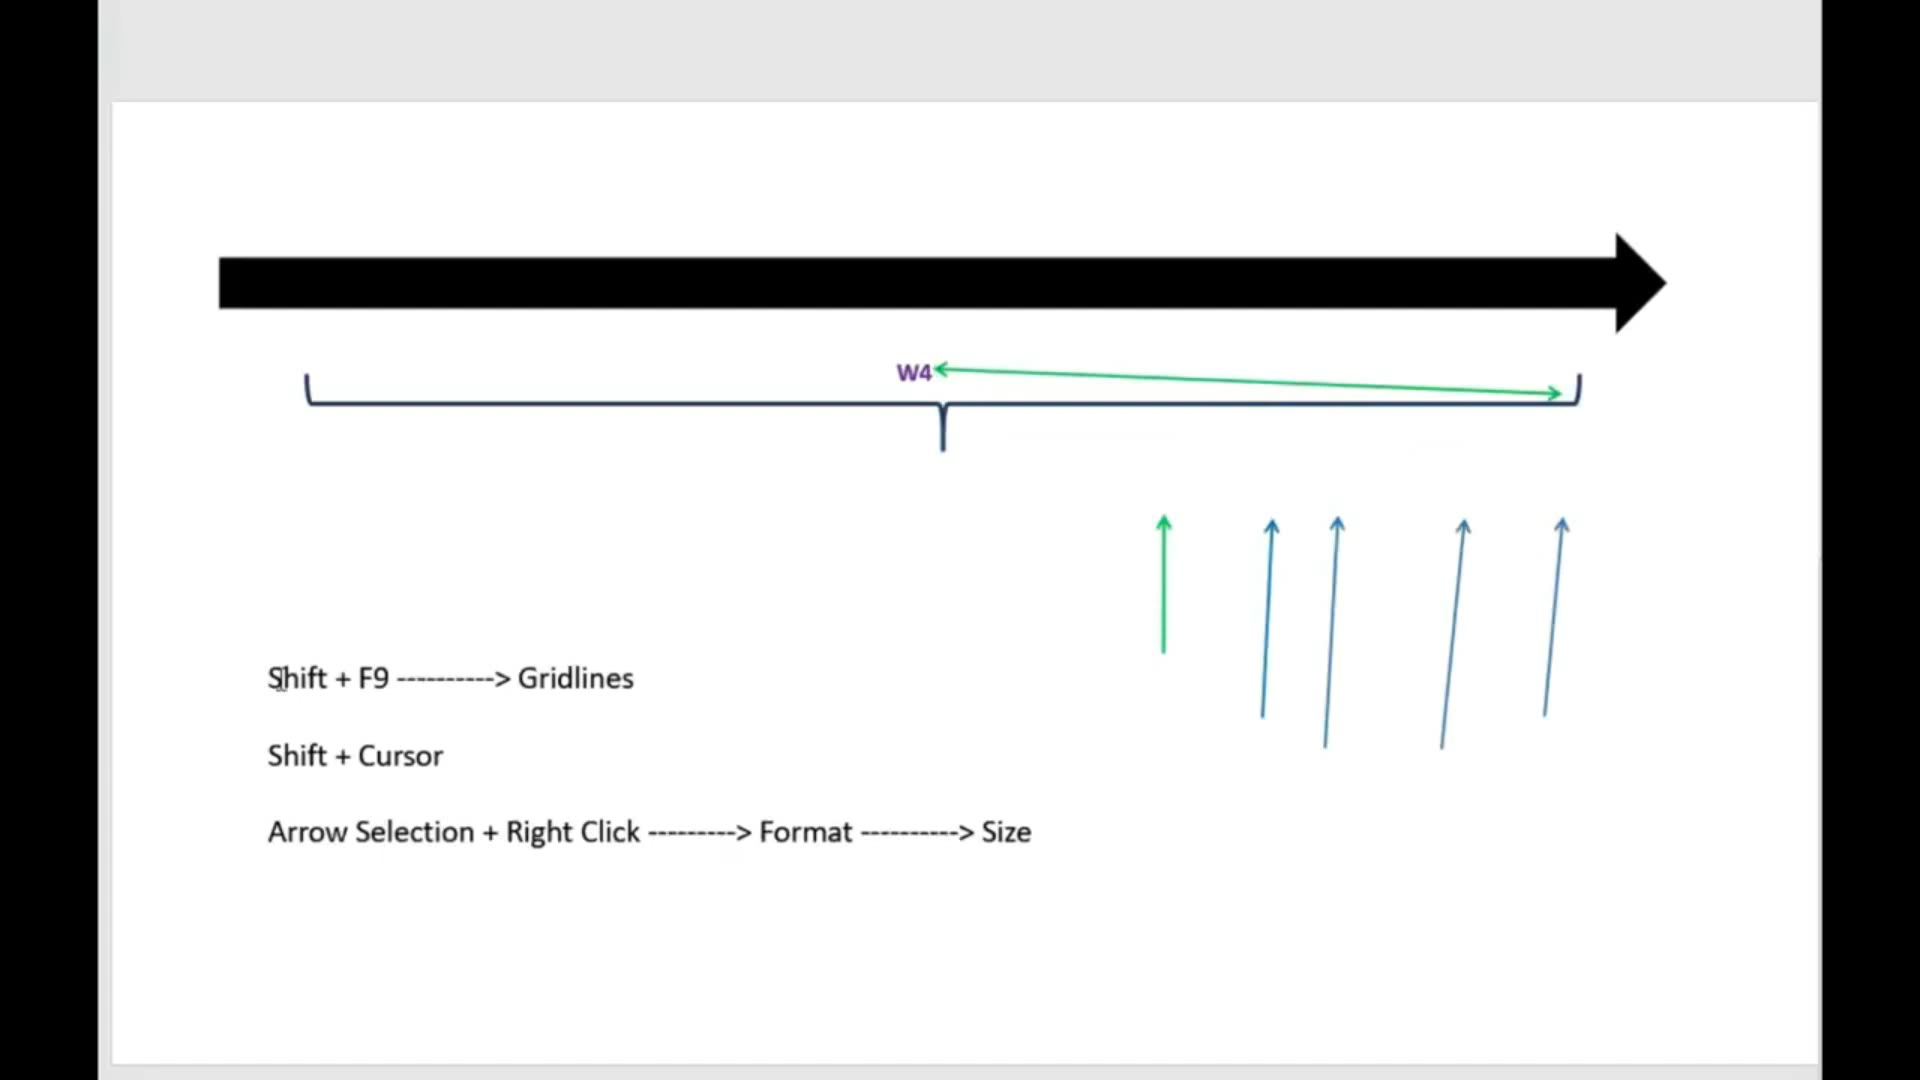 W4
Shift + F9 ----------> Gridlines
Shift + Cursor
Arrow Selection + Right Click ---------> Format ----------> Size